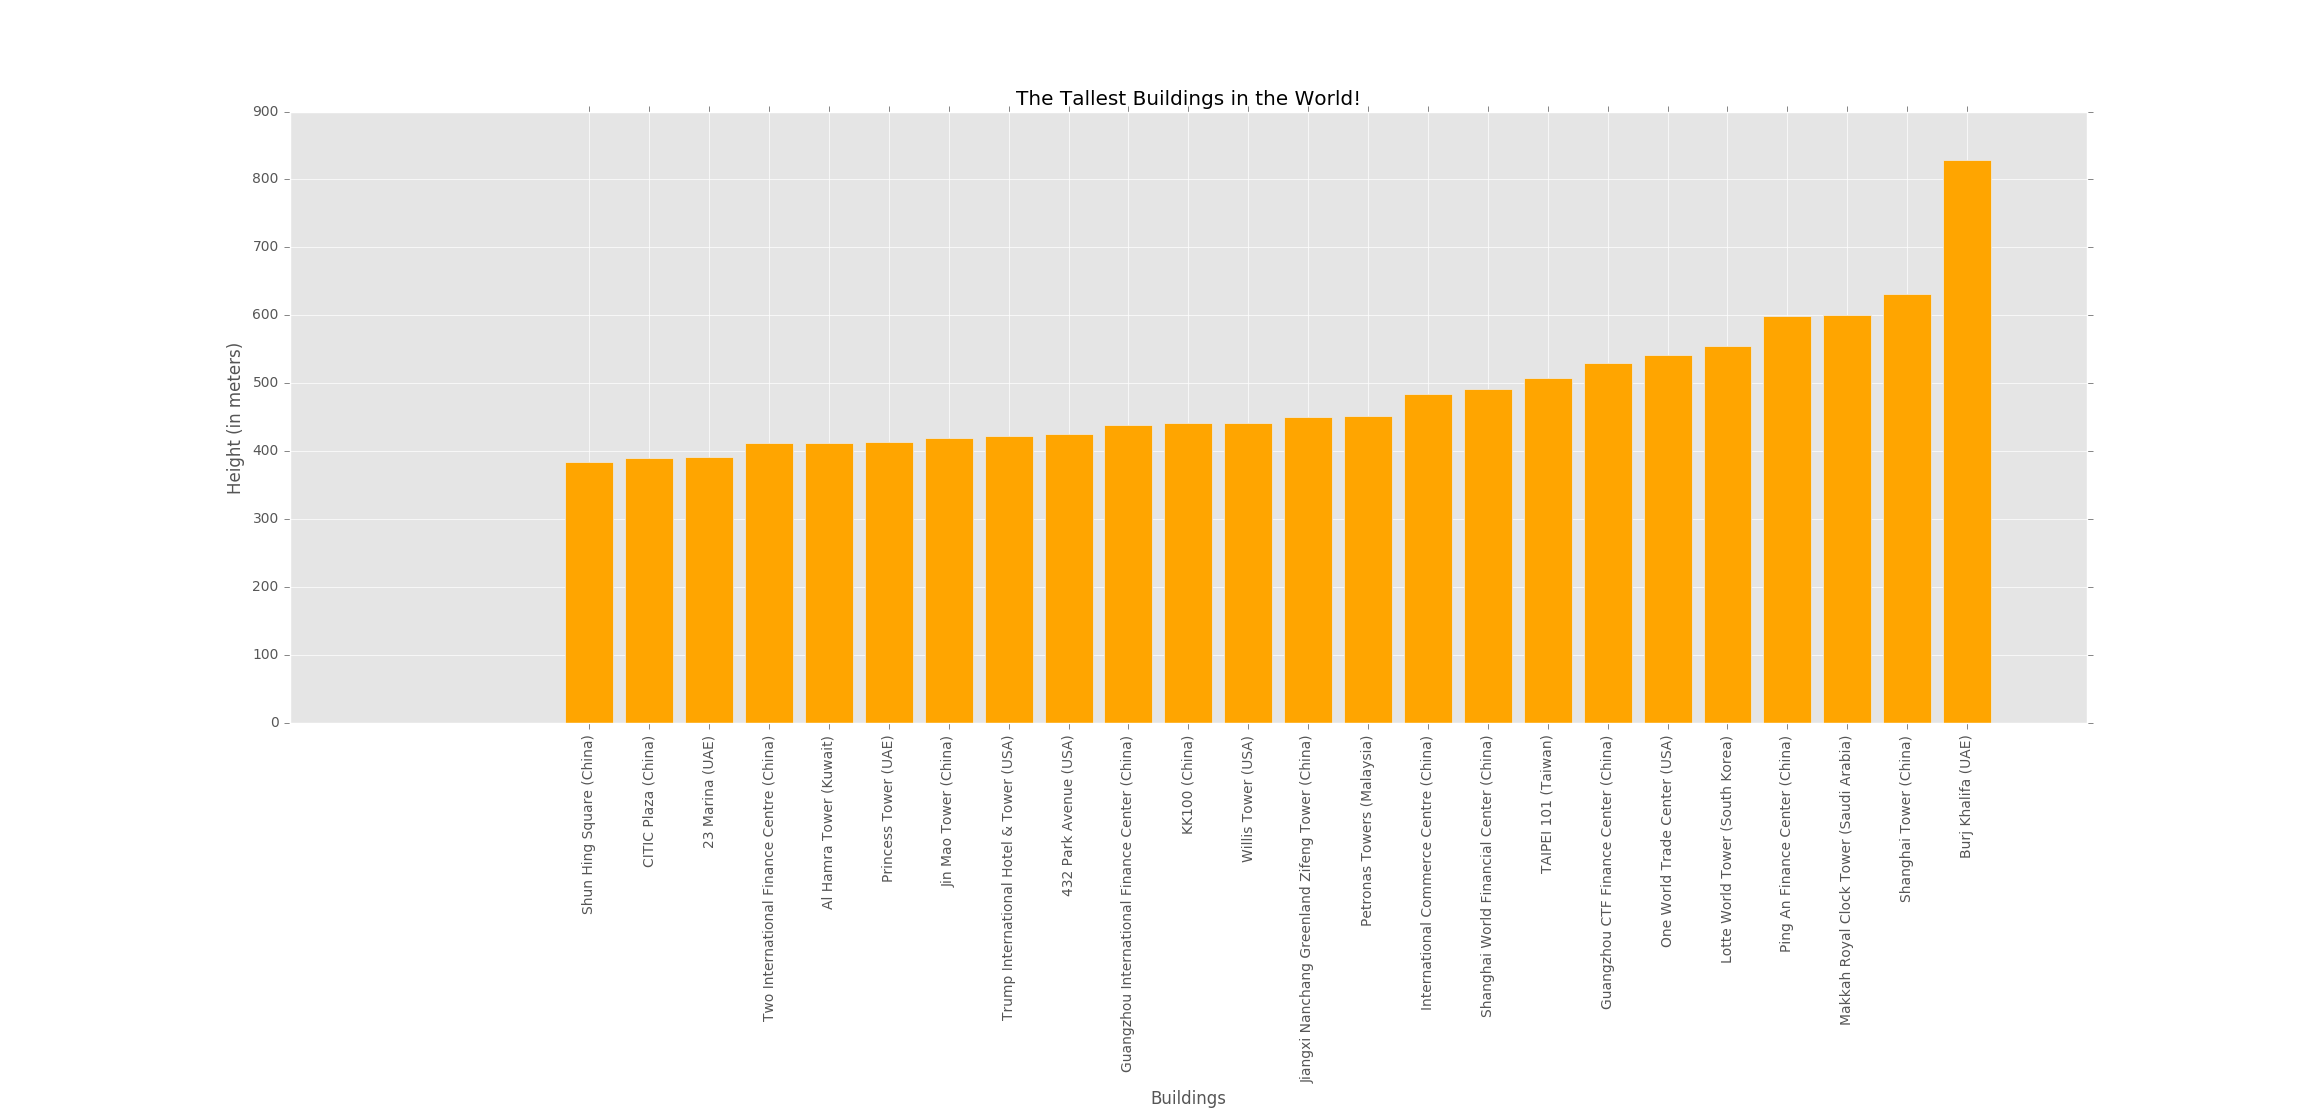 The Tallest Buildings in the World!
900
800
700
600
500
400
300
200
100
0
Height (in meters)
Shun Hing Square (China)
CITIC Plaza (China)
23 Marina (UAE)
Two International Finance Centre (China)
Al Hamra Tower (Kuwait)
Princess Tower (UAE)
Jin Mao Tower (China)
Trump International Hotel & Tower (USA)
432 Park Avenue (USA)
Guangzhou International Finance Center (China)
KK100 (China)
Willis Tower (USA)
Jiangxi Nanchang Greenland Zifeng Tower (China)
Petronas Towers (Malaysia)
International Commerce Centre (China)
Shanghai World Financial Center (China)
TAIPEI 101 (Taiwan)
Guangzhou CTF Finance Center (China)
One World Trade Center (USA)
Lotte World Tower (South Korea)
Ping An Finance Center (China)
Makkah Royal Clock Tower (Saudi Arabia)
Shanghai Tower (China)
Burj Khalifa (UAE)
Buildings